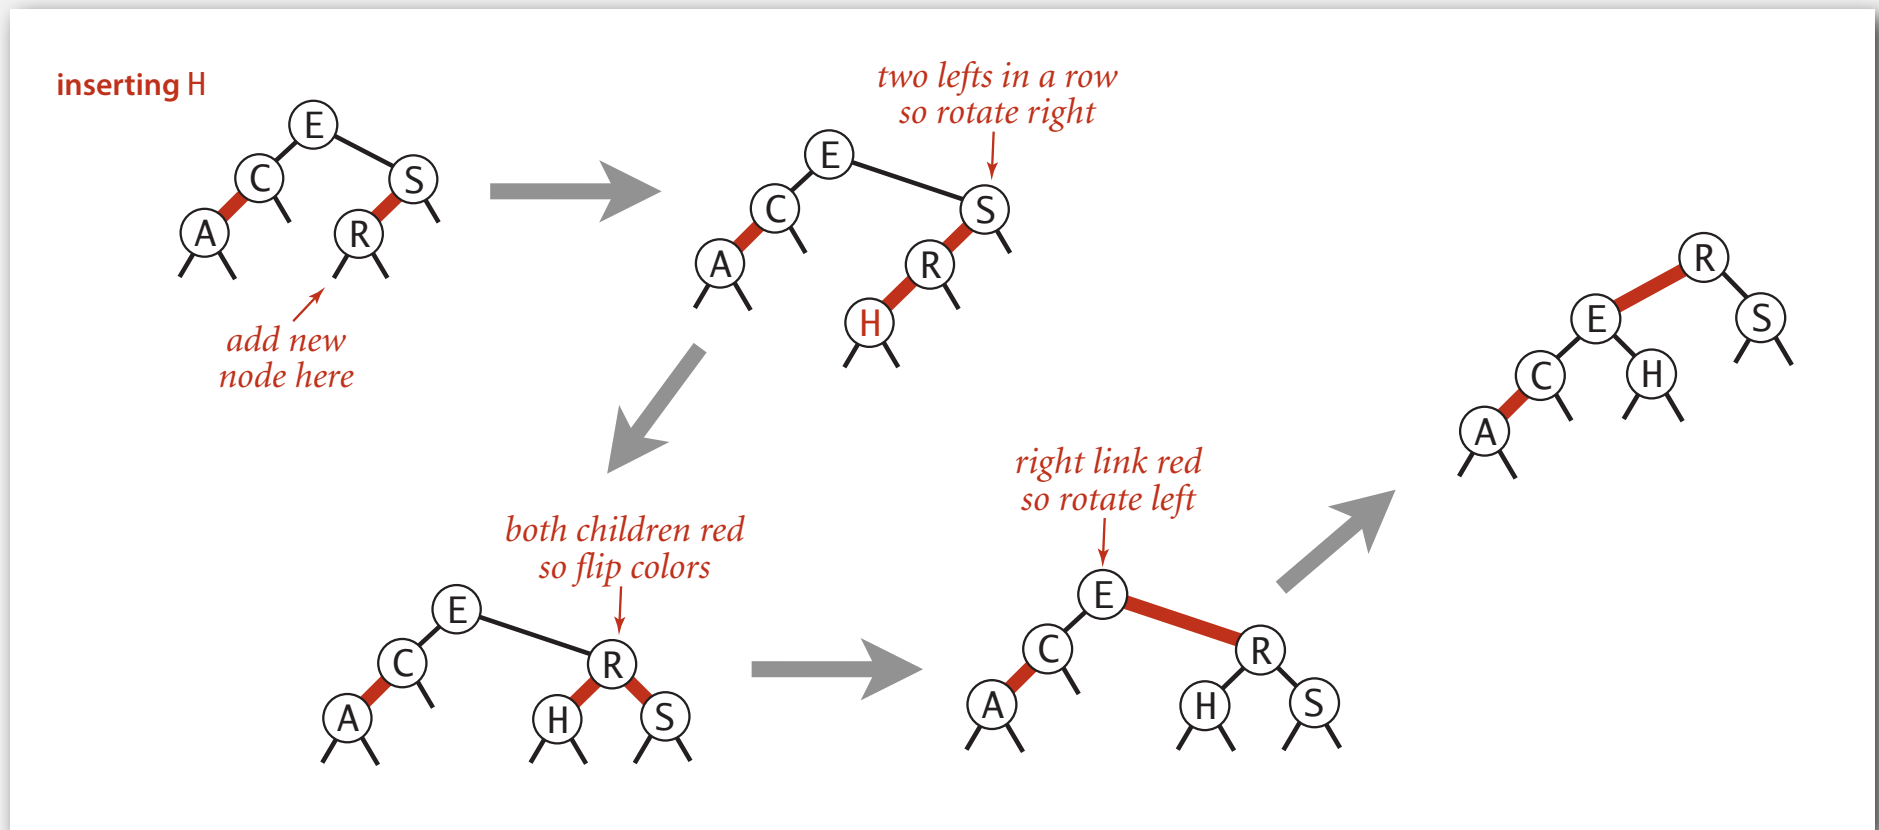 inserting H
E
C
S
A
R
add new
node here
two lefts in a row
so rotate right
E
C
S
A
R
H
both children red
so flip colors
E
C
R
A
H
S
right link red
so rotate left
E
C
R
A
H
S
R
E
S
C
H
A